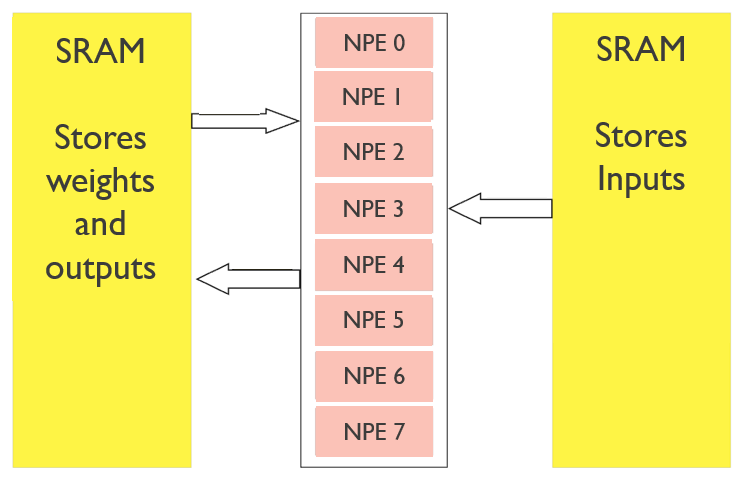 SRAM
Stores
weights
and
outputs
NPE 0
NPE 1
NPE 2
NPE 3
NPE 4
NPE 5
NPE 6
NPE 7
SRAM
Stores
Inputs